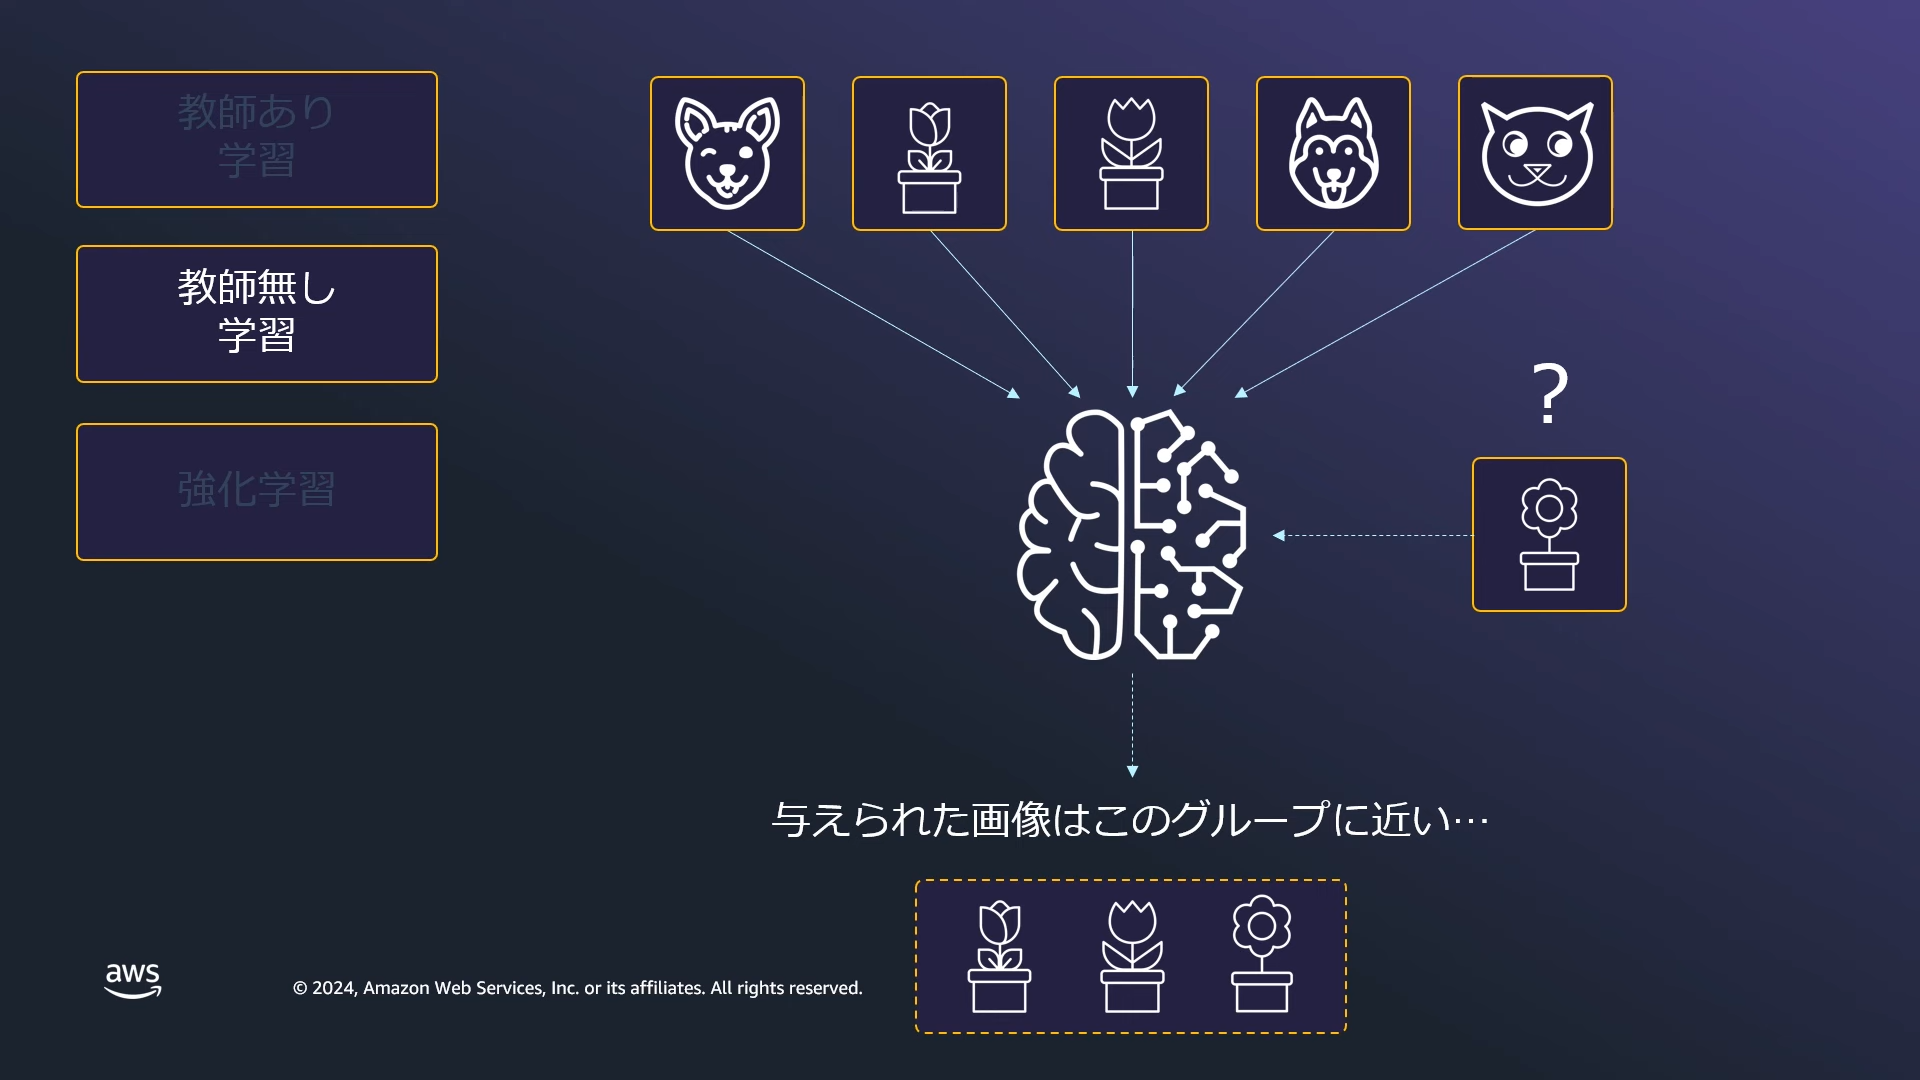 教師あり
学習
教師無し
学習
強化学習
?
与えられた画像はこのグループに近い…
aws
© 2024, Amazon Web Services, Inc. or its affiliates. All rights reserved.